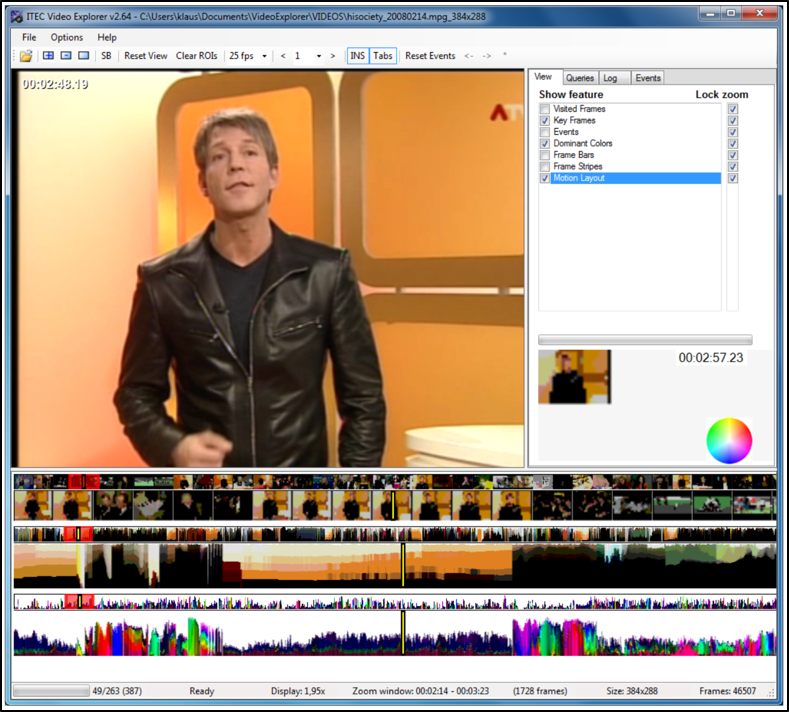 ITEC Video Explorer v2.64 - C:\Users\klaus\Documents\VideoExplorer\VIDEOS\hisociety_20080214.mpg_384x288
File Options Help
SB Reset View Clear ROIs 25 fps < 1 > INS Tabs Reset Events <- -> *
00:02:48.19
AT
View Queries Log Events
Show feature Lock zoom
Visited Frames
Key Frames
Events
Dominant Colors
Frame Bars
Frame Stripes
Motion Layout
00:02:57.23
49/263 (387) Ready Display: 1,95x Zoom window: 00:02:14 - 00:03:23 (1728 frames) Size: 384x288 Frames: 46507